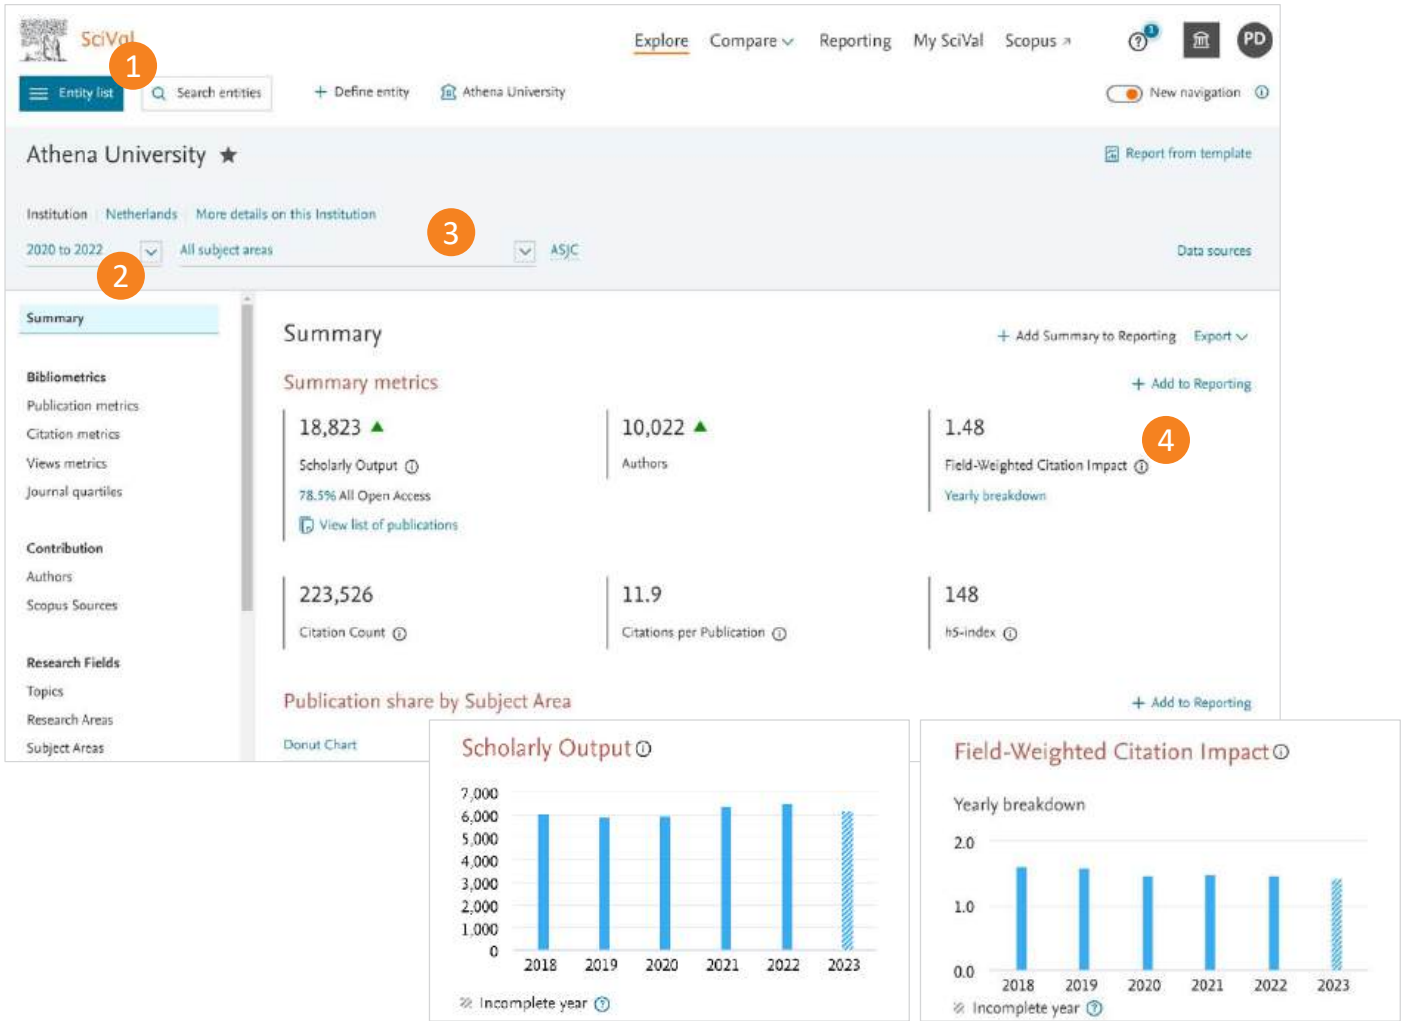 SciVal
Explore Compare Reporting My SciVal Scopus
3
PD
1
Entity list Search entities + Define entity Athena University New navigation
Athena University ★ Report from template
Institution Netherlands More details on this Institution
3
2020 to 2022 All subject areas ASJC Data sources
2
Summary
Bibliometrics
Publication metrics
Citation metrics
Views metrics
Journal quartiles
Contribution
Authors
Scopus Sources
Research Fields
Topics
Research Areas
Subject Areas
Summary + Add Summary to Reporting Export
Summary metrics + Add to Reporting
18,823 10,022 1.48
4
Scholarly Output Authors Field-Weighted Citation Impact
78.5% All Open Access Yearly breakdown
View list of publications
223,526 11.9 148
Citation Count Citations per Publication h5-index
Publication share by Subject Area + Add to Reporting
Donut Chart
Scholarly Output
7,000
6,000
5,000
4,000
3,000
2,000
1,000
0
2018 2019 2020 2021 2022 2023
Incomplete year
Field-Weighted Citation Impact
Yearly breakdown
2.0
1.0
0.0
2018 2019 2020 2021 2022 2023
Incomplete year